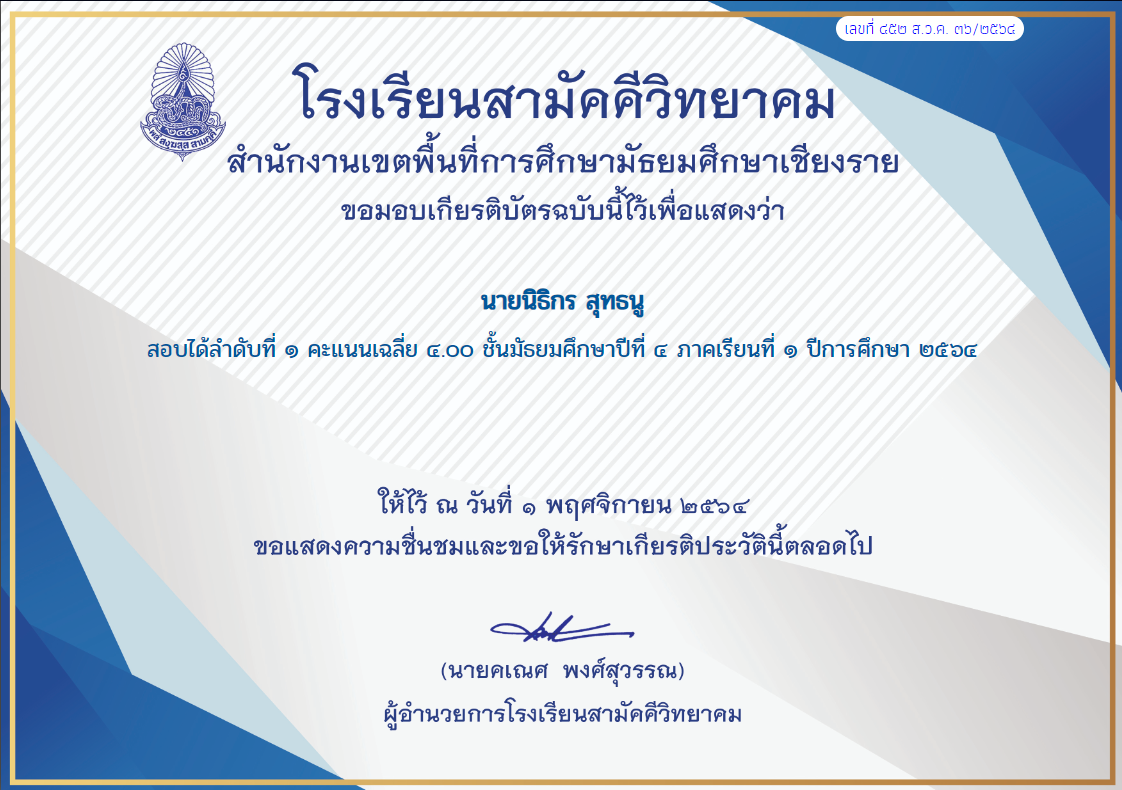 เลขที่ ๔๕๒ ส.ว.ค. ๓๖/๒๕๖๔
โรงเรียนสามัคคีวิทยาคม
สำนักงานเขตพื้นที่การศึกษามัธยมศึกษาเชียงราย
ขอมอบเกียรติบัตรฉบับนี้ไว้เพื่อแสดงว่า
นายนิธิกร สุทธนู
สอบได้ลำดับที่ ๑ คะแนนเฉลี่ย ๔.๐๐ ชั้นมัธยมศึกษาปีที่ ๔ ภาคเรียนที่ ๑ ปีการศึกษา ๒๕๖๔
ให้ไว้ ณ วันที่ ๑ พฤศจิกายน ๒๕๖๔
ขอแสดงความชื่นชมและขอให้รักษาเกียรติประวัตินี้ตลอดไป
(นายคเณศ พงศ์สุวรรณ)
ผู้อำนวยการโรงเรียนสามัคคีวิทยาคม